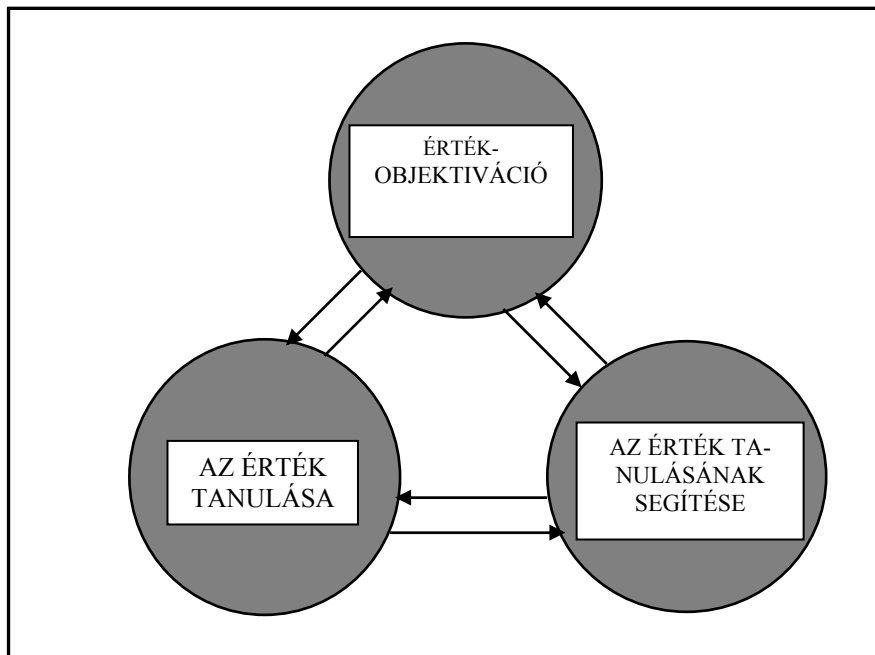 ÉRTÉK-
OBJEKTIVÁCIÓ
AZ ÉRTÉK
TANULÁSA
AZ ÉRTÉK TA-
NULÁSÁNAK
SEGÍTÉSE